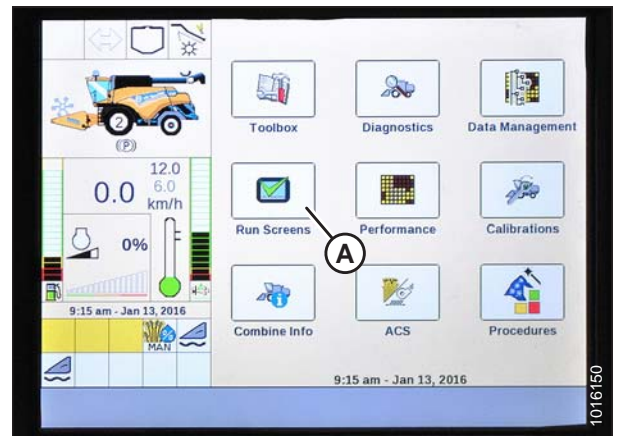 Toolbox
Diagnostics
Data Management
2
(P)
12.0
6.0
0.0
km/h
Run Screens
Performance
Calibrations
A
0%
9:15 am - Jan 13, 2016
MAN
Combine Info
ACS
Procedures
9:15 am - Jan 13, 2016
1016150